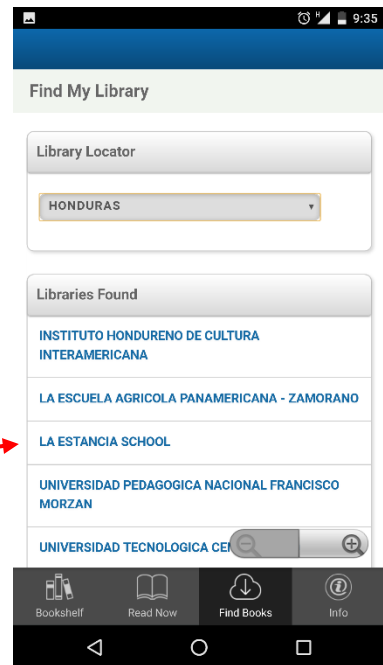 H 9:35
Find My Library
Library Locator
HONDURAS
Libraries Found
INSTITUTO HONDURENO DE CULTURA
INTERAMERICANA
LA ESCUELA AGRICOLA PANAMERICANA - ZAMORANO
LA ESTANCIA SCHOOL
UNIVERSIDAD PEDAGOGICA NACIONAL FRANCISCO
MORZAN
UNIVERSIDAD TECNOLOGICA
Bookshelf Read Now Find Books Info